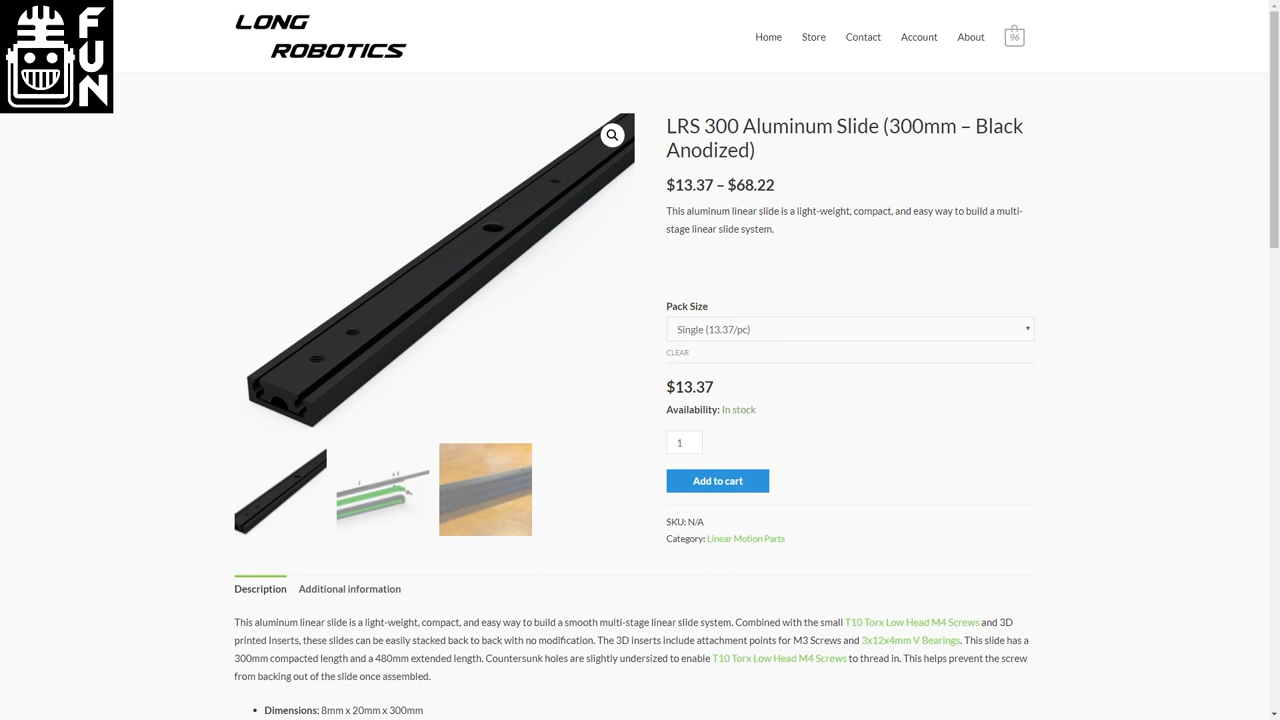 FUN
LONG
ROBOTICS
Home
Store
Contact
Account
About
96
LRS 300 Aluminum Slide (300mm – Black
Anodized)
$13.37 – $68.22
This aluminum linear slide is a light-weight, compact, and easy way to build a multi-
stage linear slide system.
Pack Size
Single (13.37/pc)
CLEAR
$13.37
Availability: In stock
1
Add to cart
SKU: N/A
Category: Linear Motion Parts
Description
Additional information
This aluminum linear slide is a light-weight, compact, and easy way to build a smooth multi-stage linear slide system. Combined with the small T10 Torx Low Head M4 Screws and 3D
printed Inserts, these slides can be easily stacked back to back with no modification. The 3D inserts include attachment points for M3 Screws and 3x12x4mm V Bearings. This slide has a
300mm compacted length and a 480mm extended length. Countersunk holes are slightly undersized to enable T10 Torx Low Head M4 Screws to thread in. This helps prevent the screw
from backing out of the slide once assembled.
• Dimensions: 8mm x 20mm x 300mm